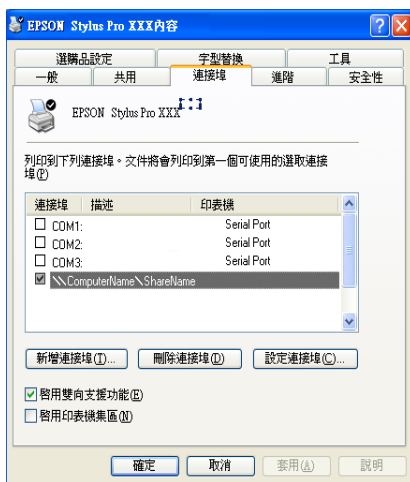 EPSON Stylus Pro XXX內容
選購品設定 字型替換 工具
一般 共用 連接埠 進階 安全性
EPSON Stylus Pro XXX
列印到下列連接埠。文件將會列印到第一個可使用的選取連接
埠(P)
連接埠 描述 印表機
COM1: Serial Port
COM2: Serial Port
COM3: Serial Port
\\ComputerName\ShareName
新增連接埠(T)... 刪除連接埠(D) 設定連接埠(C)...
啟用雙向支援功能(E)
啟用印表機集區(N)
確定 取消 套用(A) 說明